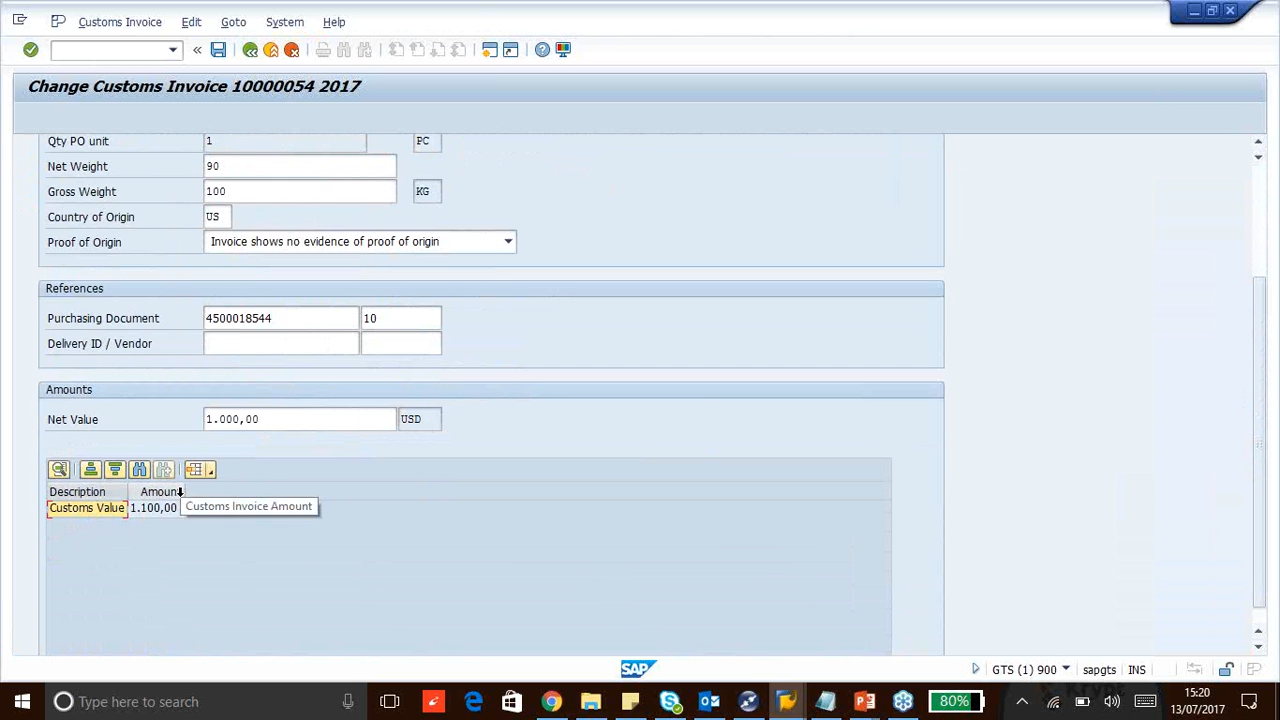 Customs Invoice Edit Goto System Help
Change Customs Invoice 10000054 2017
Qty PO unit 1 PC
Net Weight 90
Gross Weight 100 KG
Country of Origin US
Proof of Origin Invoice shows no evidence of proof of origin
References
Purchasing Document 4500018544 10
Delivery ID / Vendor
Amounts
Net Value 1.000,00 USD
Description Amoun
Customs Value 1.100,00 Customs Invoice Amount
SAP GTS (1) 900 sapgts INS
Type here to search 80% 15:20
13/07/2017